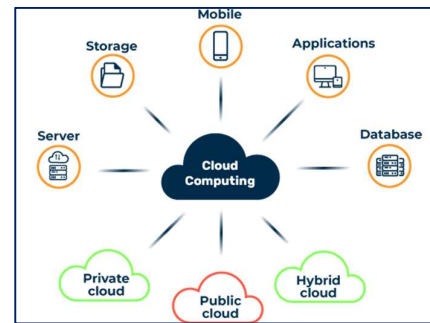 Mobile
Storage
Applications
Server
Cloud
Computing
Database
Private
cloud
Public
cloud
Hybrid
cloud